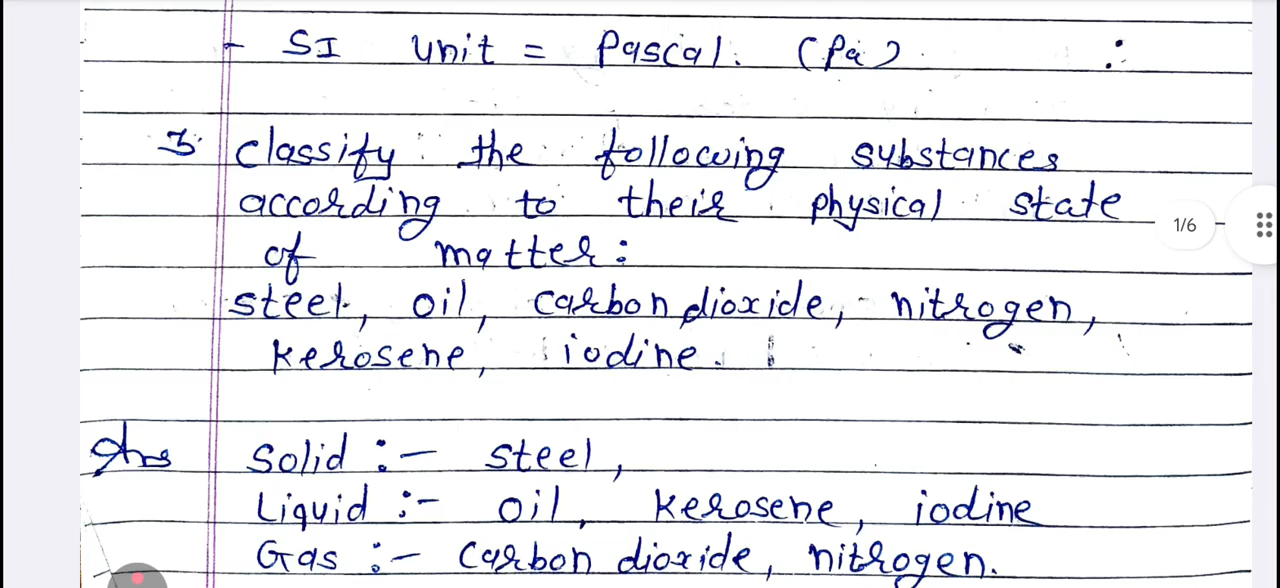 - SI unit = Pascal. (Pa)
3. Classify the following substances
according to their physical state
of matter:
steel, oil, carbon dioxide, nitrogen,
kerosene, iodine.
1/6
Ans Solid :- steel,
Liquid :- oil, kerosene, iodine
Gas :- carbon dioxide, nitrogen.